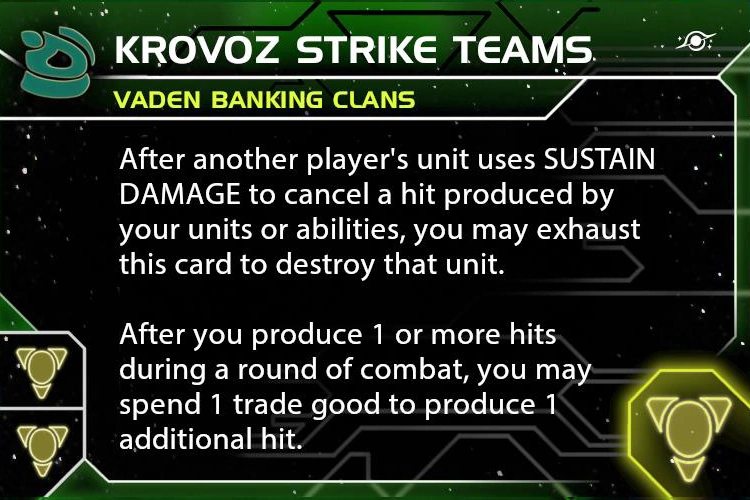 KROVOZ STRIKE TEAMS
VADEN BANKING CLANS
After another player's unit uses SUSTAIN
DAMAGE to cancel a hit produced by
your units or abilities, you may exhaust
this card to destroy that unit.
After you produce 1 or more hits
during a round of combat, you may
spend 1 trade good to produce 1
additional hit.